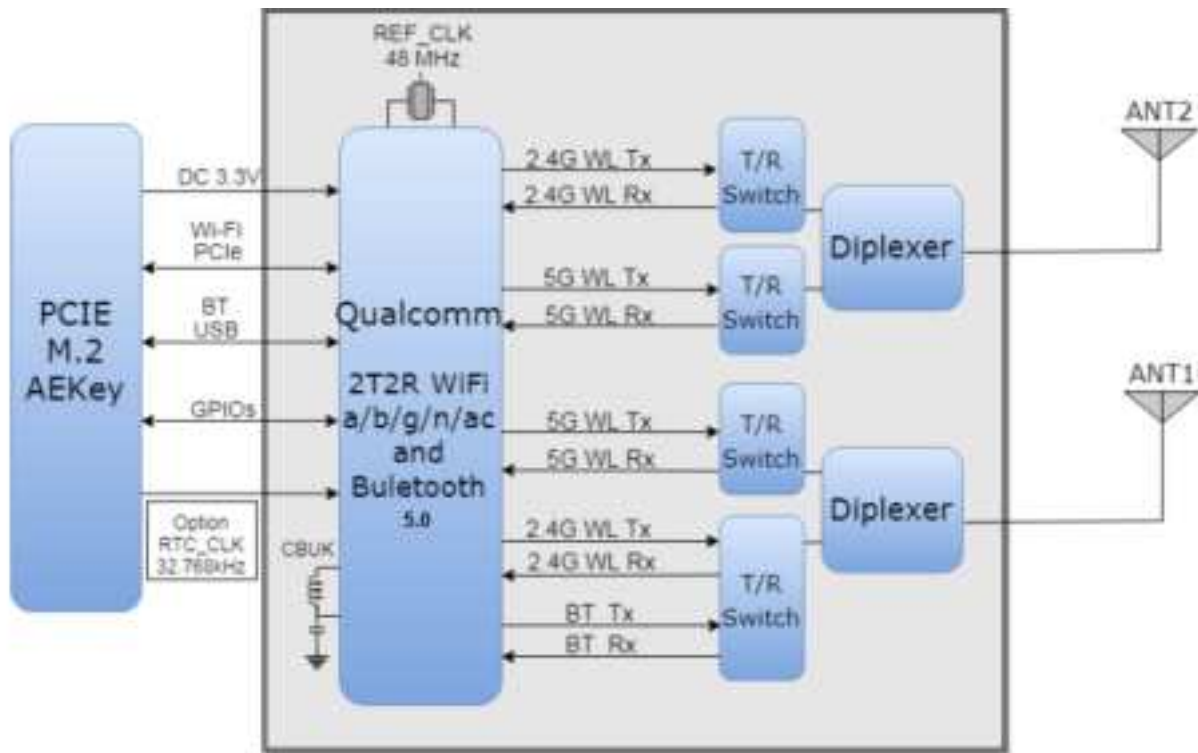 REF_CLK
48 MHz
ANT2
2.4G WL Tx
T/R
Switch
DC 3.3V
2.4G WL Rx
Wi-Fi
PCIe
Diplexer
5G WL Tx
T/R
Switch
5G WL Rx
PCIE
M.2
AEKey
BT
USB
Qualcomm
2T2R WiFi
a/b/g/n/ac
and
Buletooth
5.0
ANT1
GPIOs
5G WL Tx
T/R
Switch
5G WL Rx
Diplexer
Option
RTC_CLK
32.768kHz
2.4G WL Tx
CBUK
2.4G WL Rx
T/R
Switch
BT Tx
BT Rx